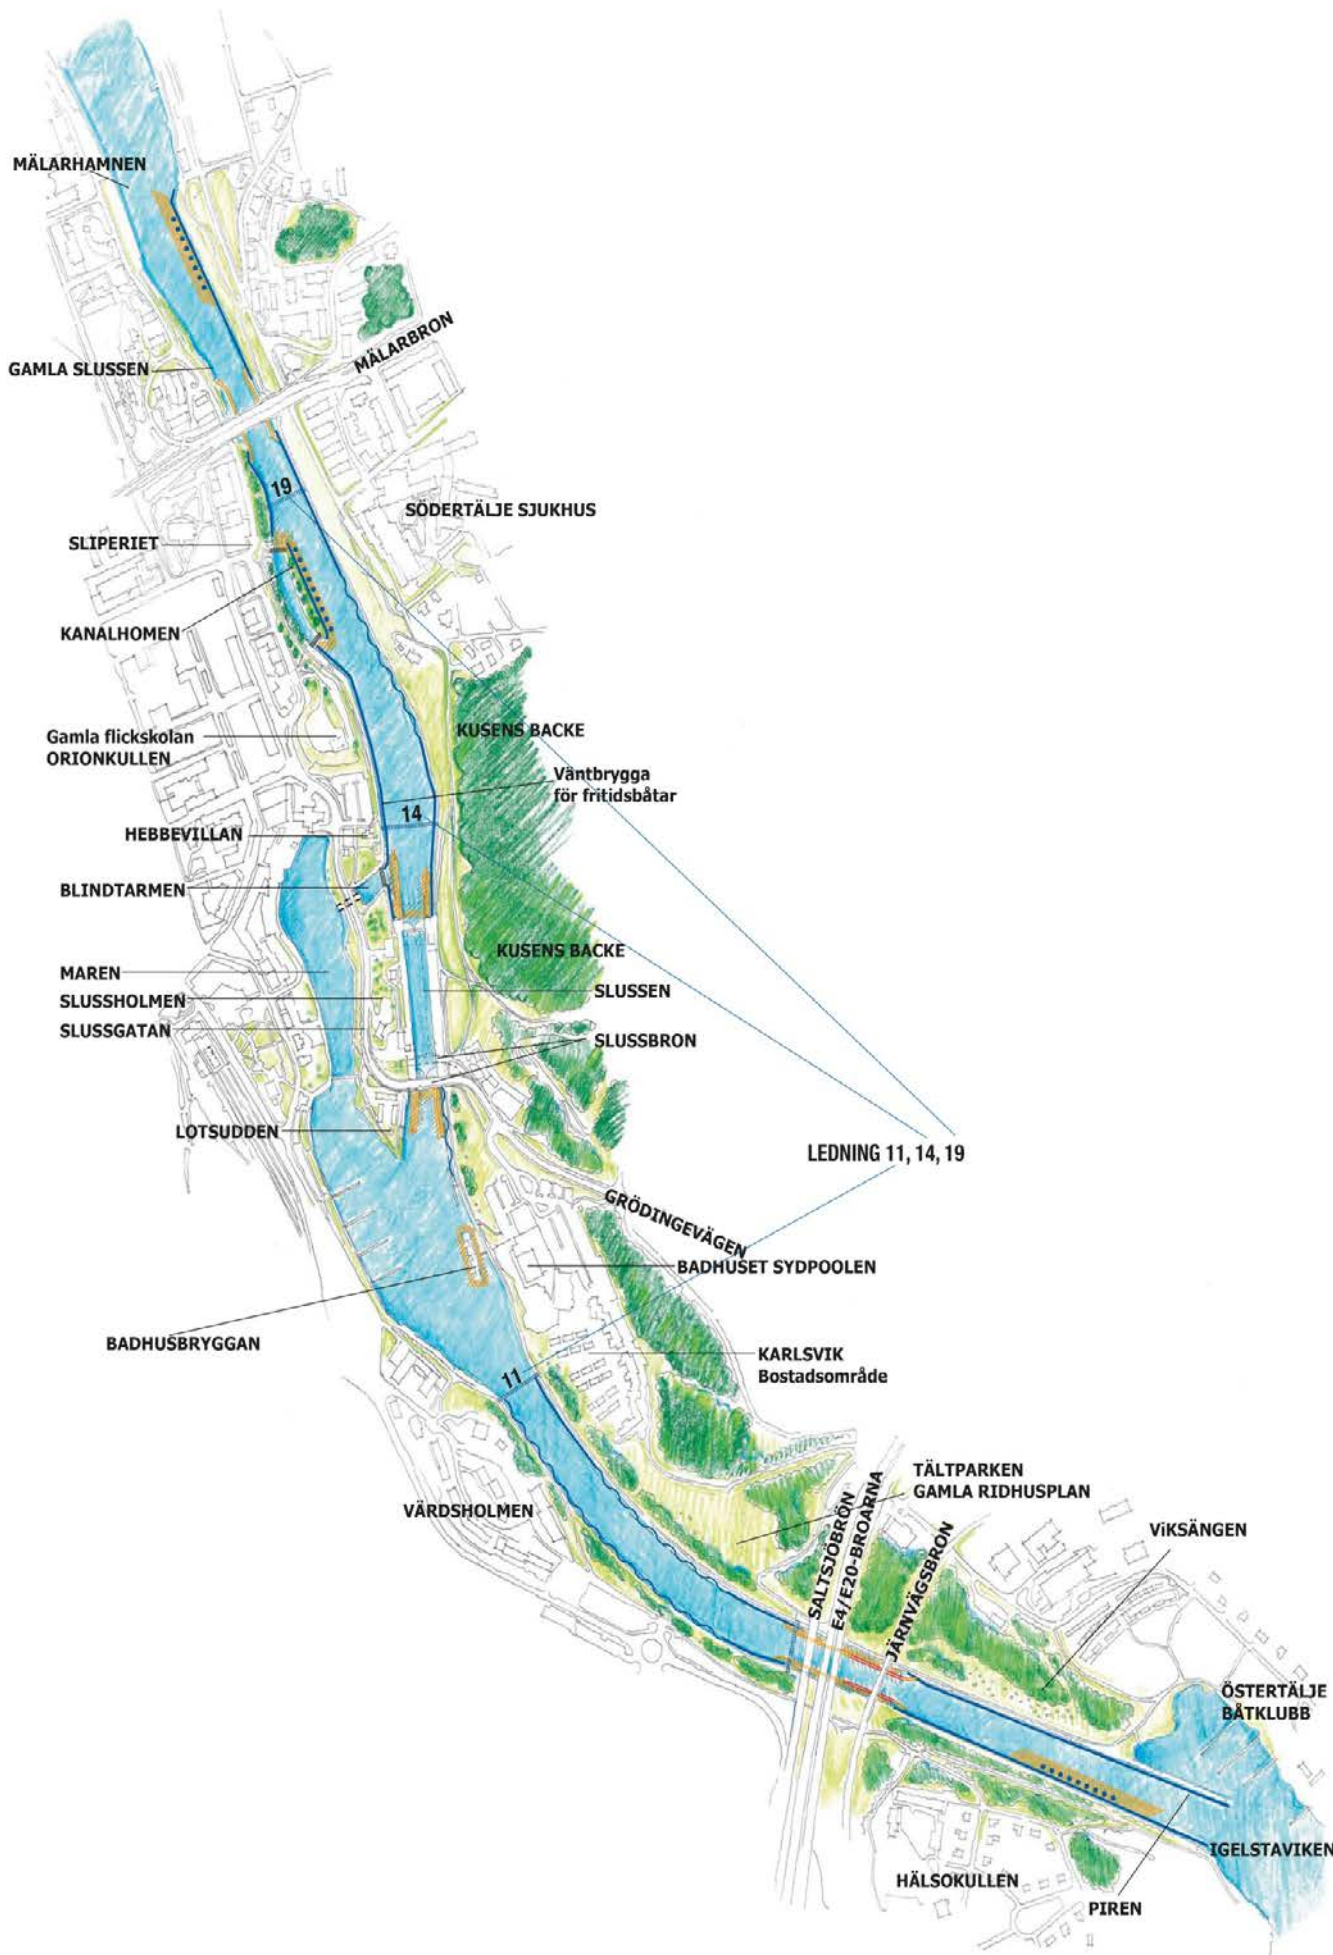 MÄLARHAMNEN
GAMLA SLUSSEN
MÄLARBRON
19
SÖDERTÄLJE SJUKHUS
SLIPERIET
KANALHOMEN
Gamla flickskolan
ORIONKULLEN
KUSENS BACKE
Väntbrygga
för fritidsbåtar
14
HEBBEVILLAN
BLINDTARMEN
KUSENS BACKE
MAREN
SLUSSHOLMEN
SLUSSGATAN
SLUSSEN
SLUSSBRON
LOTSUDDEN
LEDNING 11, 14, 19
GRÖDINGEVÄGEN
BADHUSET SYDPOOLEN
BADHUSBRYGGAN
KARLSVIK
Bostadsområde
11
VÄRDSHOLMEN
TÄLTPARKEN
GAMLA RIDHUSPLAN
SALTSJÖBRÖN
E4/E20-BROARNA
JÄRNVÄGSBRON
ViKSÄNGEN
ÖSTERTÄLJE
BÅTKLUBB
IGELSTAVIKEN
HÄLSOKULLEN
PIREN